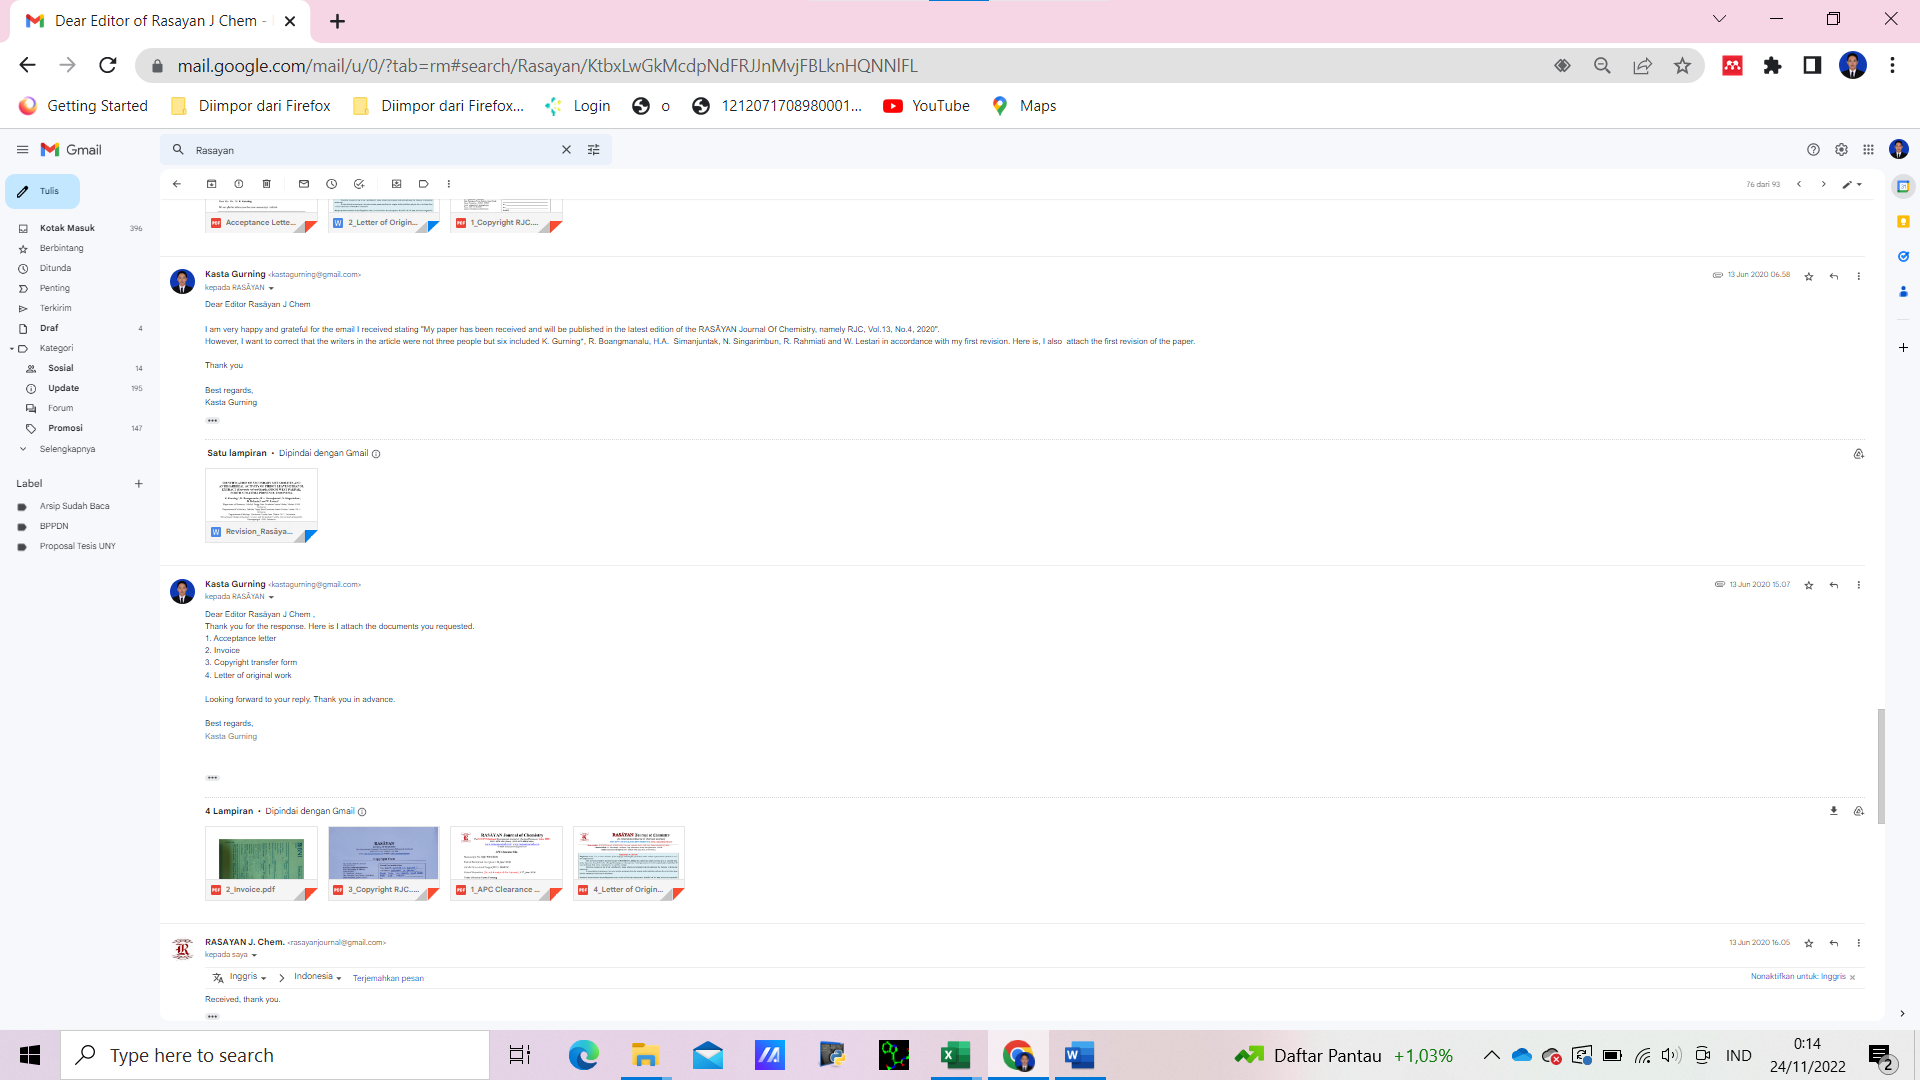 Dear Editor of Rasayan J Chem -
mail.google.com/mail/u/0/?tab=rm#search/Rasayan/KtbxLwGkMcdpNdFRJJnMvjFBLknHQNNlFL
Getting Started
Diimpor dari Firefox
Diimpor dari Firefox...
Login
o
1212071708980001...
YouTube
Maps
Gmail
Rasayan
Tulis
76 dari 93
Kotak Masuk 396
Berbintang
Ditunda
Penting
Terkirim
Draf 4
Kategori
Sosial 14
Update 195
Forum
Promosi 147
Selengkapnya
Label
Arsip Sudah Baca
BPPDN
Proposal Tesis UNY
Acceptance Lette...
2_Letter of Origin...
1_Copyright RJC....
Kasta Gurning <kastagurning@gmail.com>
13 Jun 2020 06.58
kepada RASĀYAN
Dear Editor Rasāyan J Chem
I am very happy and grateful for the email I received stating "My paper has been received and will be published in the latest edition of the RASĀYAN Journal Of Chemistry, namely RJC, Vol.13, No.4, 2020".
However, I want to correct that the writers in the article were not three people but six included K. Gurning*, R. Boangmanalu, H.A. Simanjuntak, N. Singarimbun, R. Rahmiati and W. Lestari in accordance with my first revision. Here is, I also attach the first revision of the paper.
Thank you
Best regards,
Kasta Gurning
Satu lampiran • Dipindai dengan Gmail
Revision_Rasāya...
Kasta Gurning <kastagurning@gmail.com>
13 Jun 2020 15.07
kepada RASĀYAN
Dear Editor Rasāyan J Chem ,
Thank you for the response. Here is I attach the documents you requested.
1. Acceptance letter
2. Invoice
3. Copyright transfer form
4. Letter of original work
Looking forward to your reply. Thank you in advance.
Best regards,
Kasta Gurning
4 Lampiran • Dipindai dengan Gmail
RASĀYAN
RASĀYAN Journal of Chemistry
RASĀYAN Journal of Chemistry
2_Invoice.pdf
3_Copyright RJC....
1_APC Clearance ...
4_Letter of Origin...
RASAYAN J. Chem. <rasayanjournal@gmail.com>
13 Jun 2020 16.05
kepada saya
Inggris
Indonesia
Terjemahkan pesan
Nonaktifkan untuk: Inggris
Received, thank you.
Type here to search
Daftar Pantau +1,03%
IND
0:14
24/11/2022
2